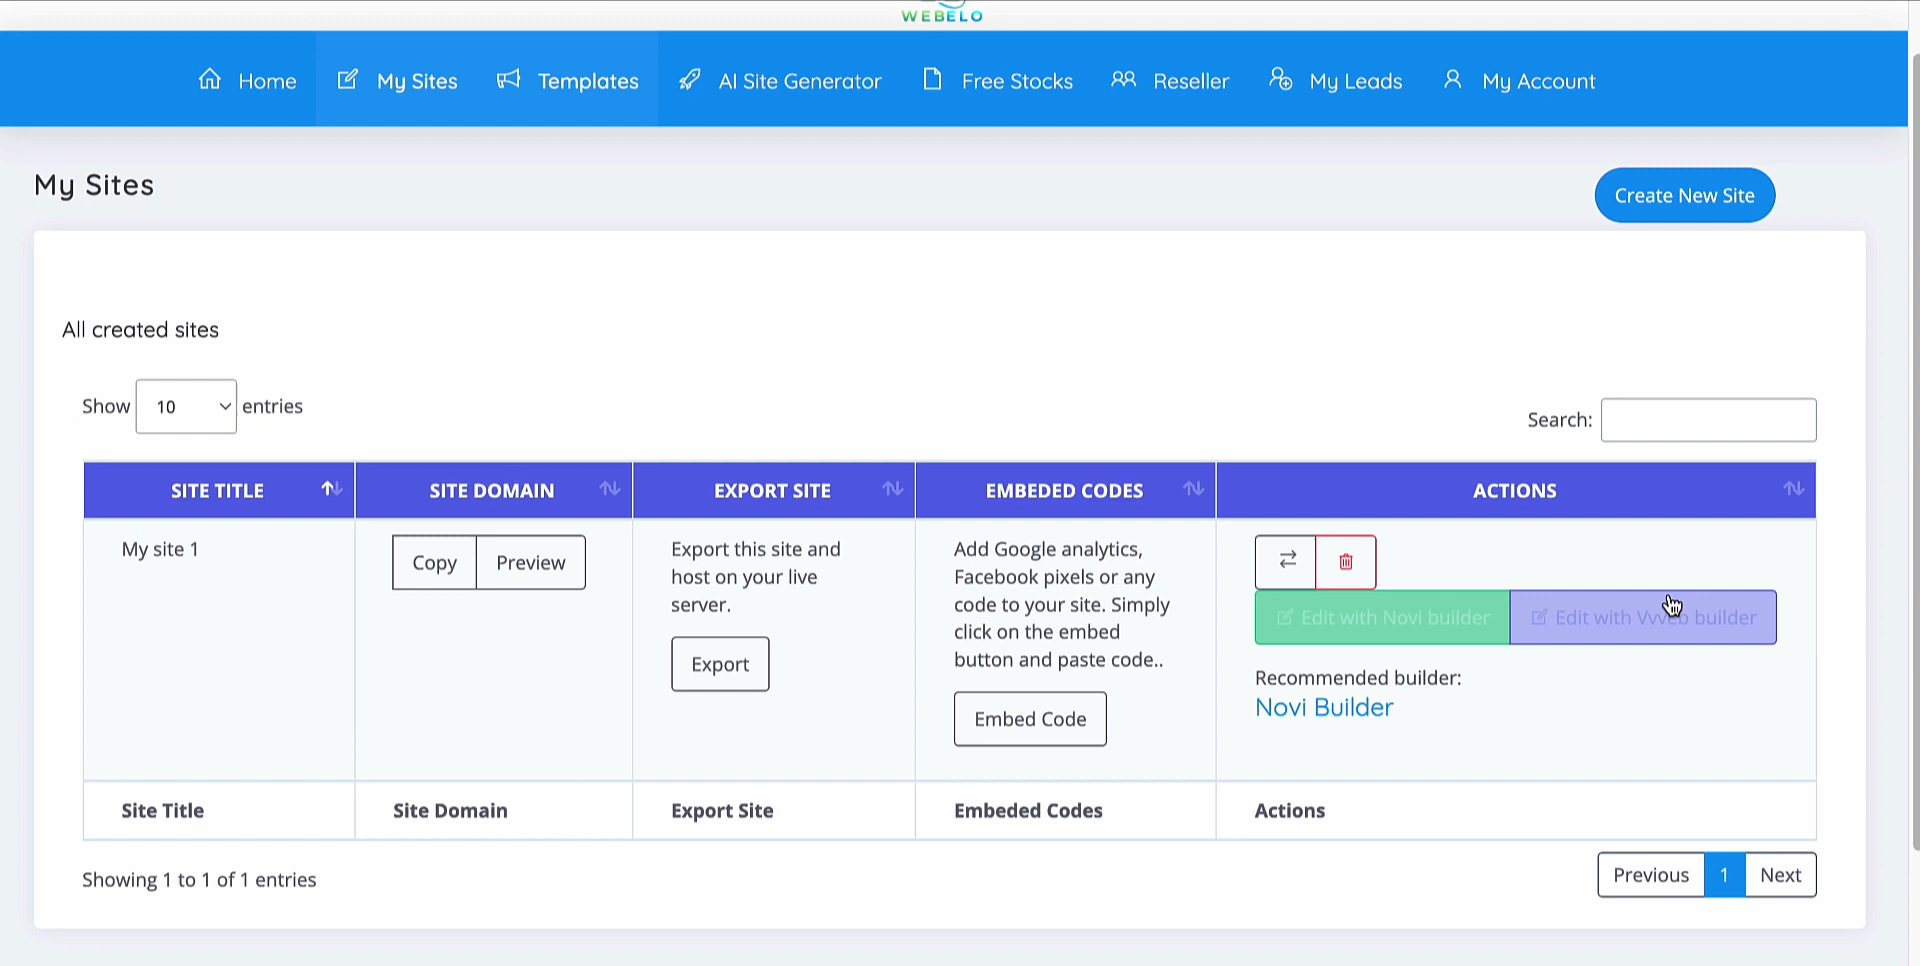 WEBELO
Home My Sites Templates AI Site Generator Free Stocks Reseller My Leads My Account
My Sites
Create New Site
All created sites
Show 10 entries
Search:
SITE TITLE SITE DOMAIN EXPORT SITE EMBEDED CODES ACTIONS
My site 1
Copy Preview
Export this site and
host on your live
server.
Export
Add Google analytics,
Facebook pixels or any
code to your site. Simply
click on the embed
button and paste code..
Embed Code
Edit with Novi builder Edit with Vvveb builder
Recommended builder:
Novi Builder
Site Title Site Domain Export Site Embeded Codes Actions
Showing 1 to 1 of 1 entries
Previous 1 Next